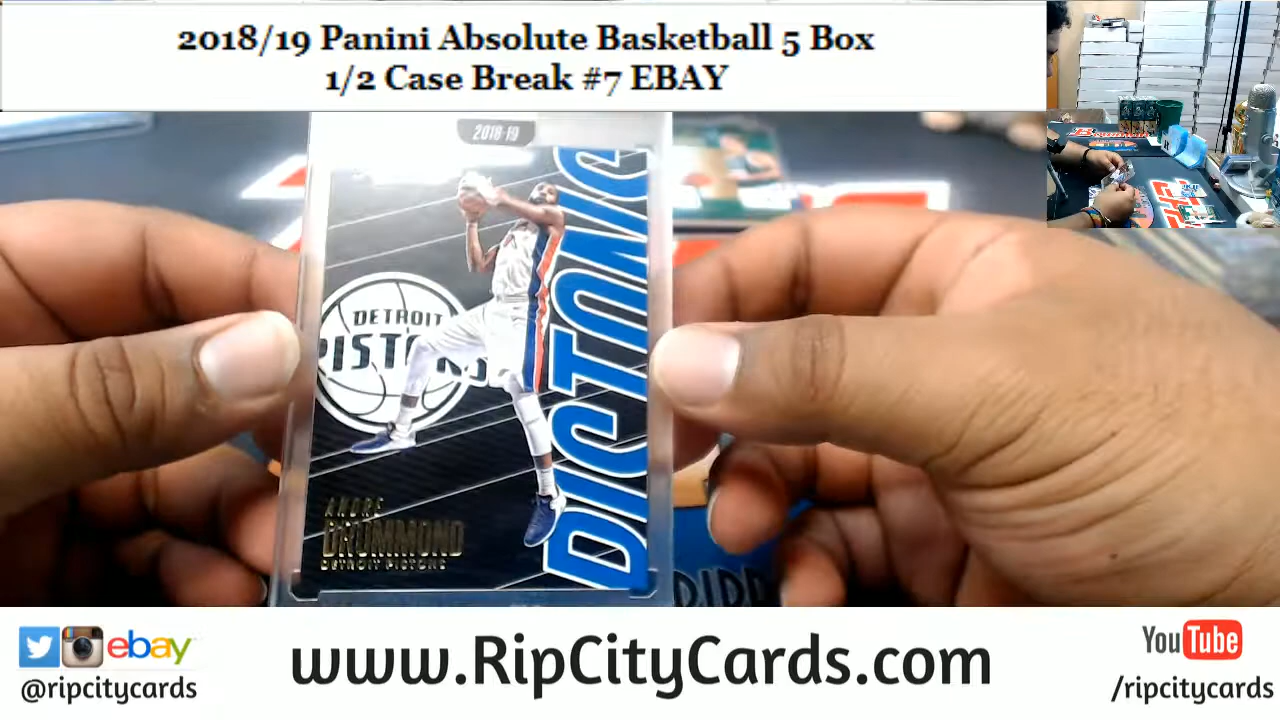 2018/19 Panini Absolute Basketball 5 Box
1/2 Case Break #7 EBAY
2018-19
DETROIT
PISTONS
PISTONS
ANDRE
DRUMMOND
DETROIT PISTONS
ebay
@ripcitycards
www.RipCityCards.com
YouTube
/ripcitycards